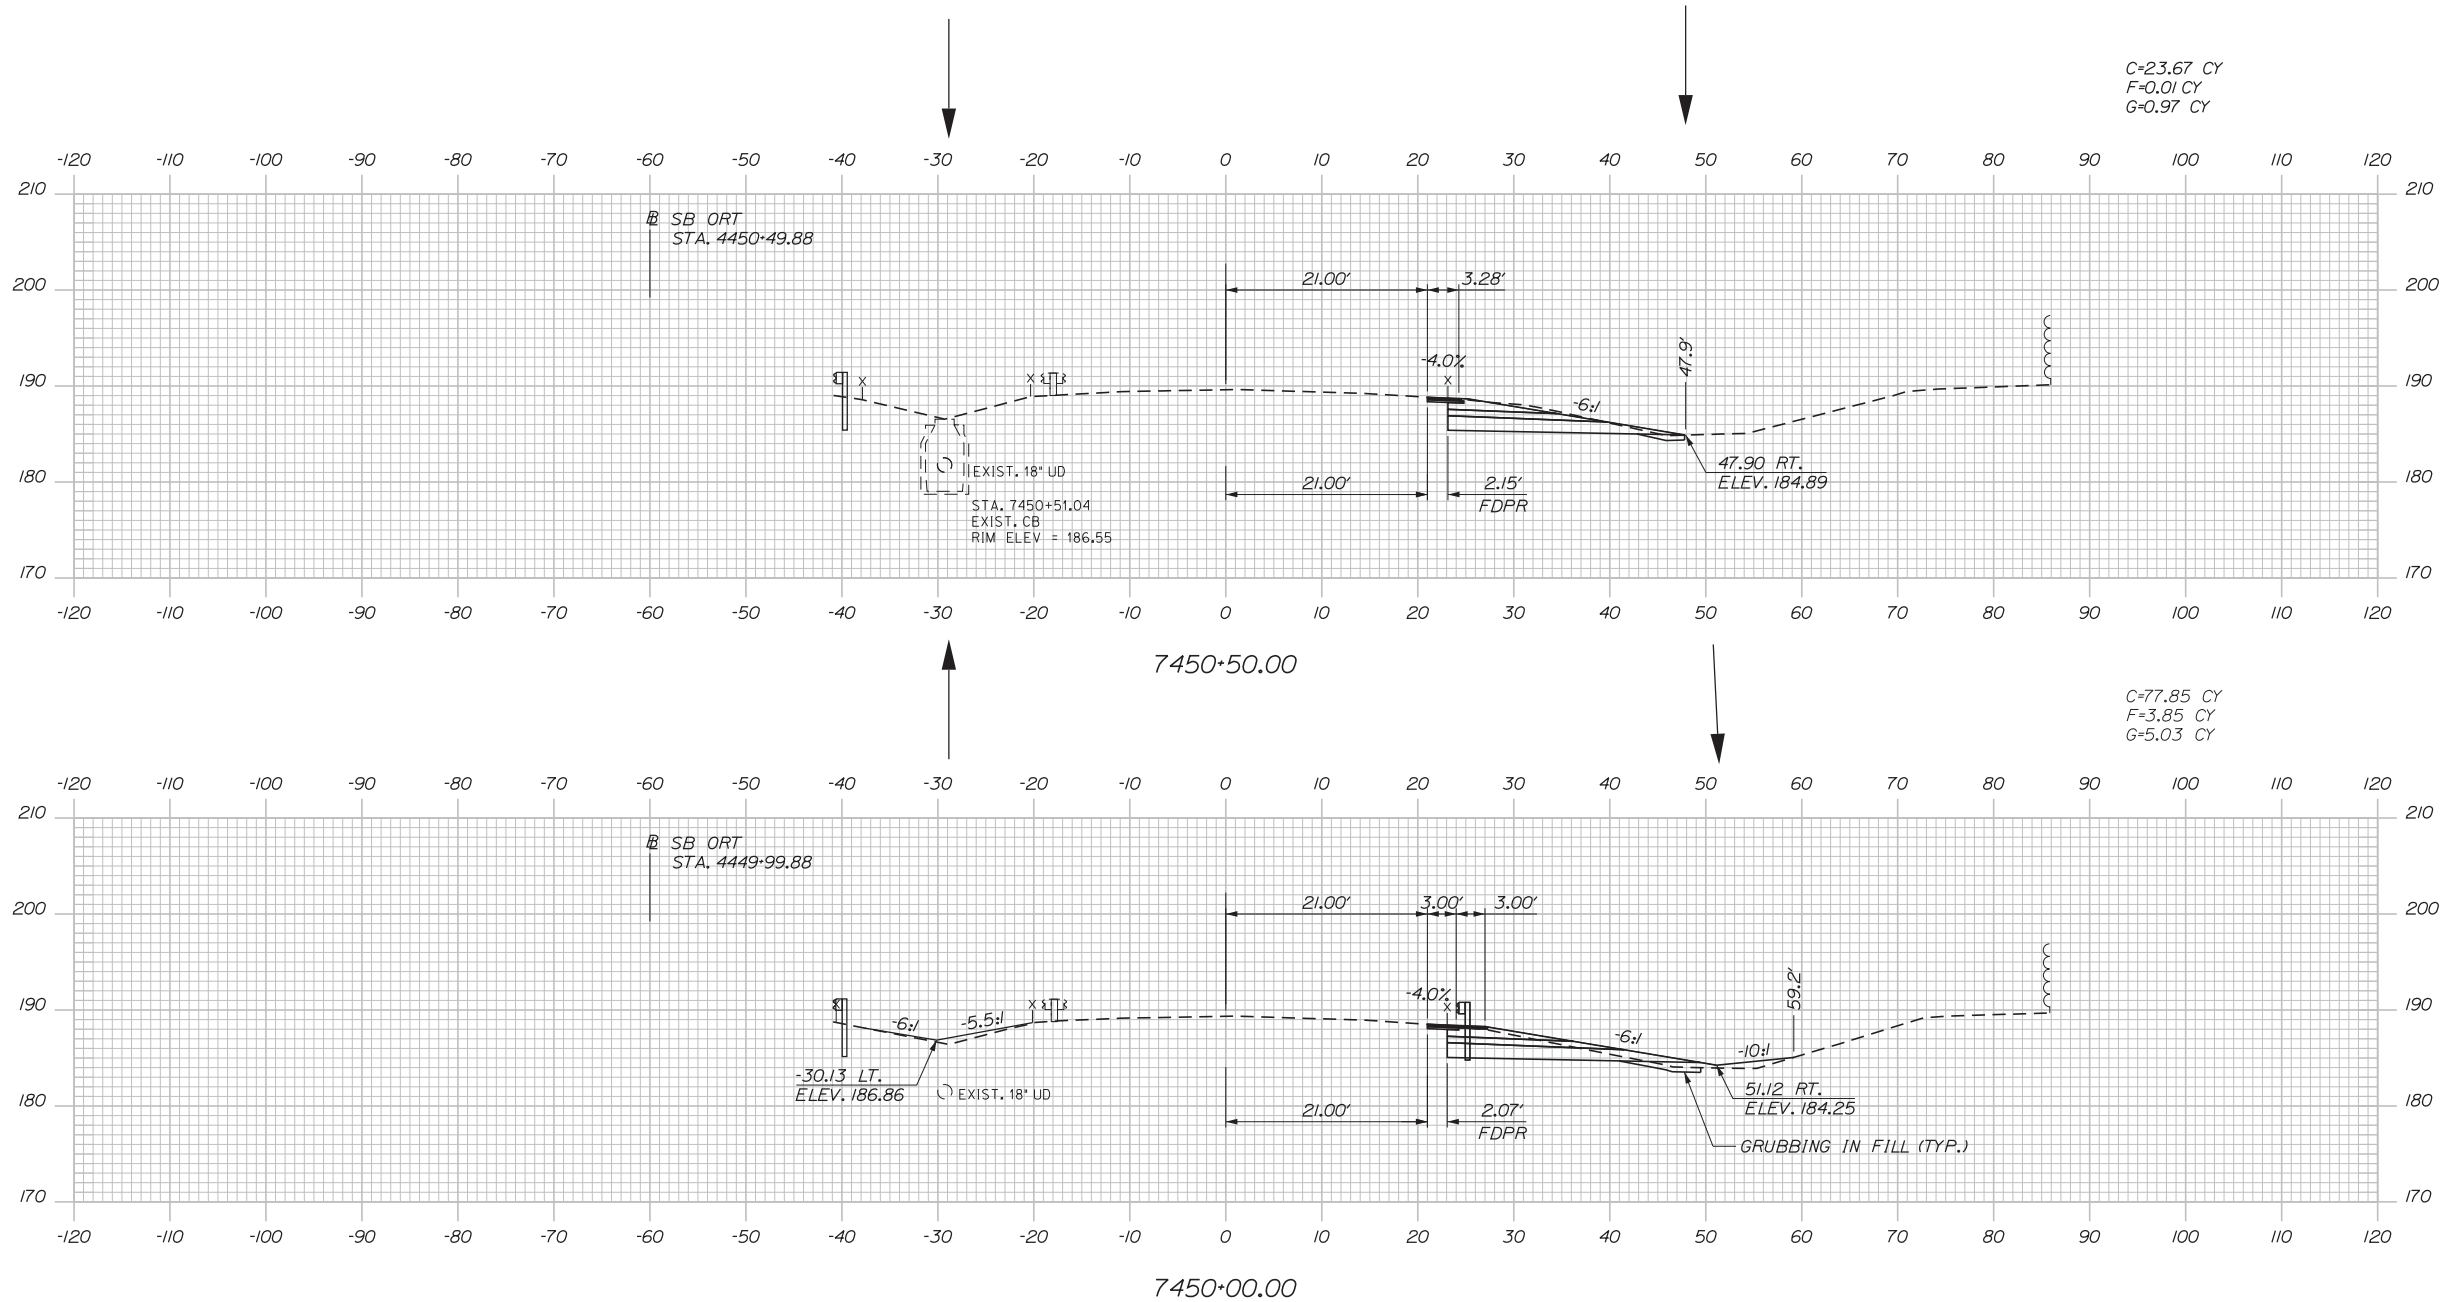 C=23.67 CY
F=0.01 CY
G=0.97 CY
-120 -110 -100 -90 -80 -70 -60 -50 -40 -30 -20 -10 0 10 20 30 40 50 60 70 80 90 100 110 120
210 210
SB ORT
STA. 4450+49.88
200 21.00' 3.28' 200
-4.0%
47.9'
190 X X X 190
-6:1
EXIST. 18" UD
47.90 RT.
180 21.00' 2.15' ELEV. 184.89 180
FDPR
STA. 7450+51.04
EXIST. CB
RIM ELEV = 186.55
170 170
-120 -110 -100 -90 -80 -70 -60 -50 -40 -30 -20 -10 0 10 20 30 40 50 60 70 80 90 100 110 120
7450+50.00
C=77.85 CY
F=3.85 CY
G=5.03 CY
-120 -110 -100 -90 -80 -70 -60 -50 -40 -30 -20 -10 0 10 20 30 40 50 60 70 80 90 100 110 120
210 210
SB ORT
STA. 4449+99.88
200 21.00' 3.00' 3.00' 200
-4.0%
59.2'
190 X X X 190
-6:1 -5.5:1 -6:1 -10:1
-30.13 LT.
ELEV. 186.86
EXIST. 18" UD
51.12 RT.
ELEV. 184.25
180 21.00' 2.07' 180
FDPR
GRUBBING IN FILL (TYP.)
170 170
-120 -110 -100 -90 -80 -70 -60 -50 -40 -30 -20 -10 0 10 20 30 40 50 60 70 80 90 100 110 120
7450+00.00